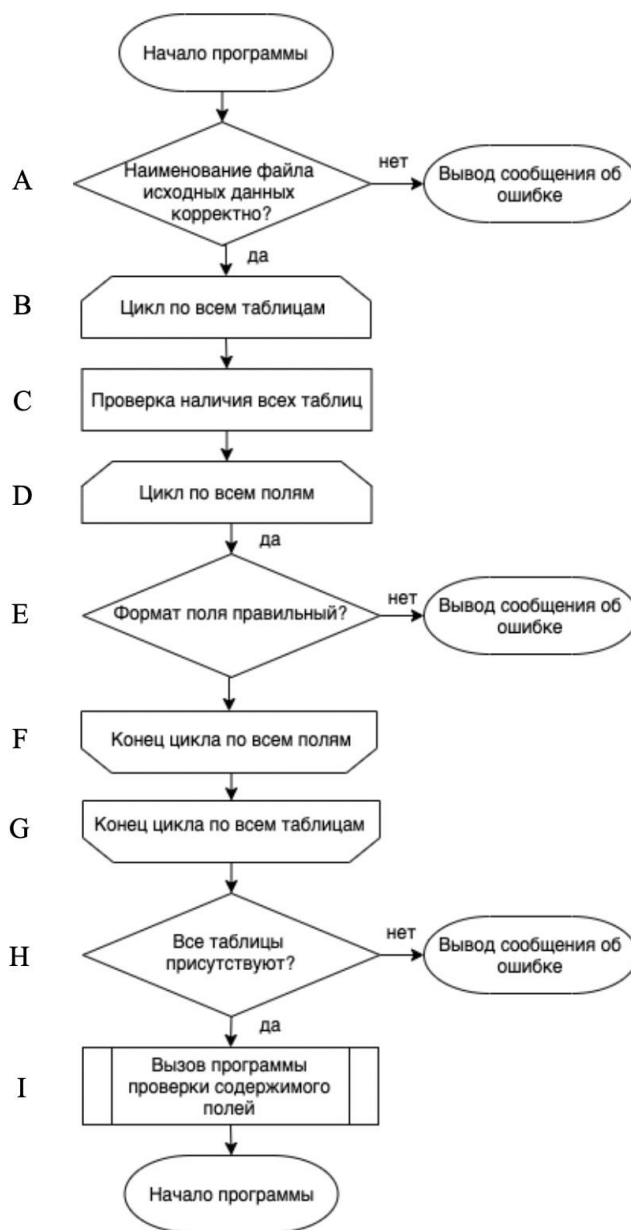 Начало программы
A
Наименование файла
исходных данных
корректно?
нет
Вывод сообщения об
ошибке
да
B
Цикл по всем таблицам
C
Проверка наличия всех таблиц
D
Цикл по всем полям
да
E
Формат поля правильный?
нет
Вывод сообщения об
ошибке
F
Конец цикла по всем полям
G
Конец цикла по всем таблицам
H
Все таблицы
присутствуют?
нет
Вывод сообщения об
ошибке
да
I
Вызов программы
проверки содержимого
полей
Начало программы